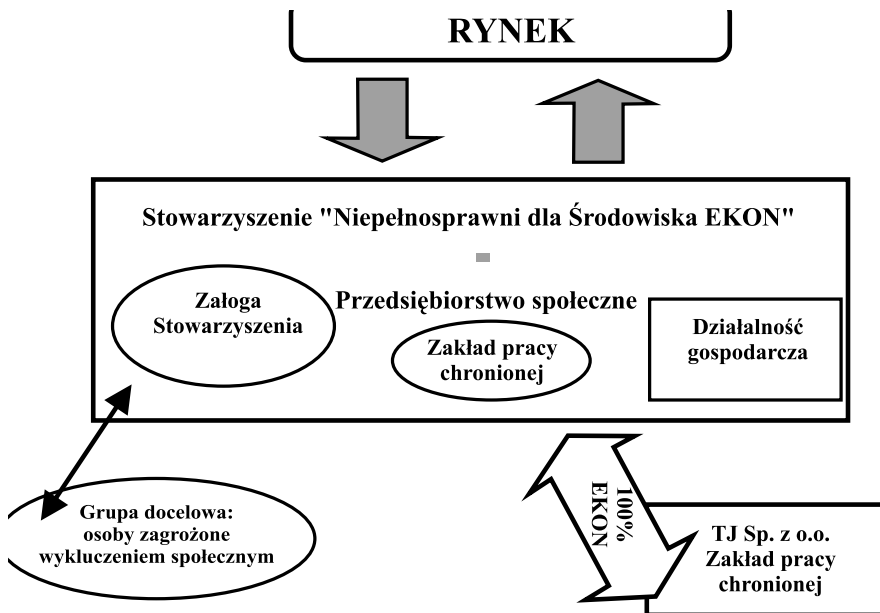 RYNEK
Stowarzyszenie "Niepełnosprawni dla Środowiska EKON"
Załoga
Stowarzyszenia
Przedsiębiorstwo społeczne
Zakład pracy
chronionej
Działalność
gospodarcza
Grupa docelowa:
osoby zagrożone
wykluczeniem społecznym
100%
EKON
TJ Sp. z o.o.
Zakład pracy
chronionej